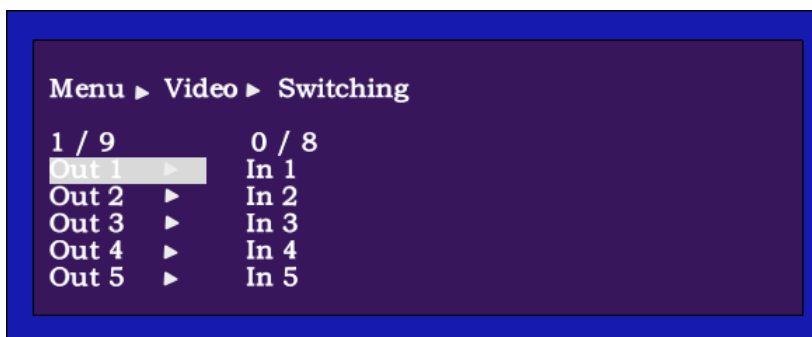 Menu ▶ Video ▶ Switching
1 / 9 0 / 8
Out 1 ▶ In 1
Out 2 ▶ In 2
Out 3 ▶ In 3
Out 4 ▶ In 4
Out 5 ▶ In 5